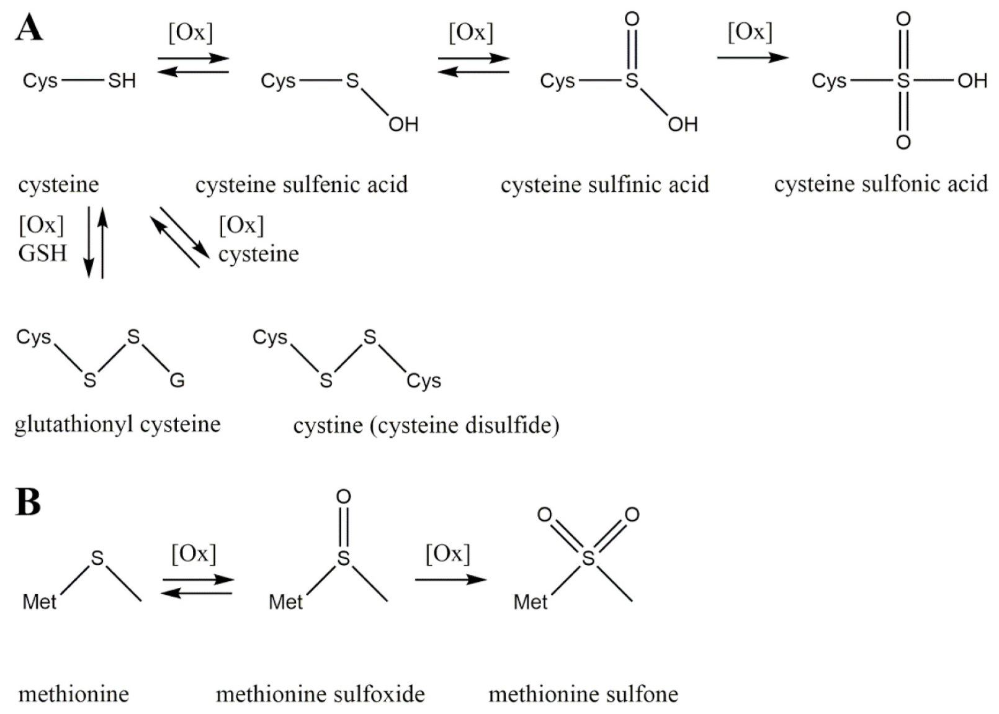 A
[Ox] [Ox] [Ox]
O O
Cys SH Cys S Cys S Cys S OH
OH OH
O
cysteine cysteine sulfenic acid cysteine sulfinic acid cysteine sulfonic acid
[Ox] [Ox]
GSH cysteine
Cys S Cys S
S G S Cys
glutathionyl cysteine cystine (cysteine disulfide)
B
O
O O
[Ox] [Ox]
S S S
Met Met Met
methionine methionine sulfoxide methionine sulfone